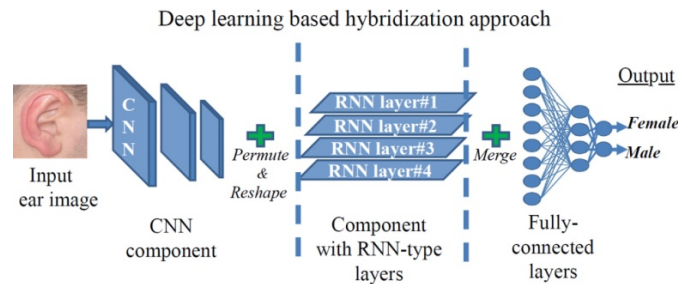 Deep learning based hybridization approach
CNN
Input
ear image
CNN
component
Permute
&
Reshape
RNN layer#1
RNN layer#2
RNN layer#3
RNN layer#4
Component
with RNN-type
layers
Merge
Fully-
connected
layers
Output
Female
Male